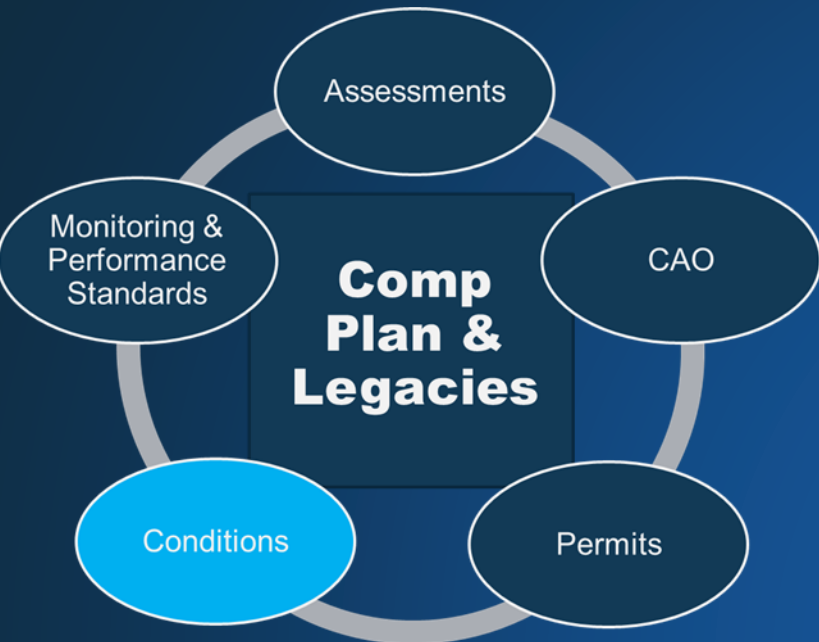 Assessments
Monitoring &
Performance
Standards
CAO
Comp
Plan &
Legacies
Conditions
Permits